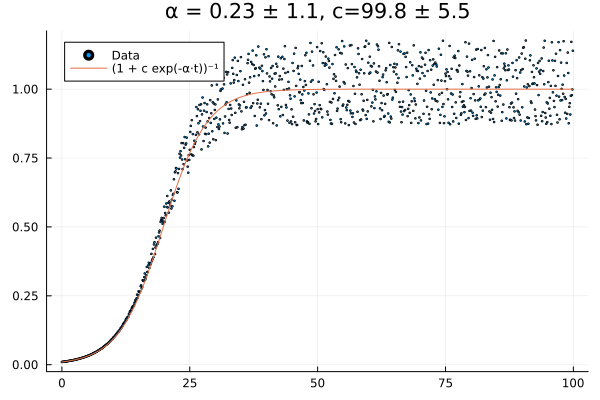 α = 0.23 ± 1.1, c=99.8 ± 5.5
Data
(1 + c exp(-α⋅t))⁻¹
1.00
0.75
0.50
0.25
0.00
0 25 50 75 100